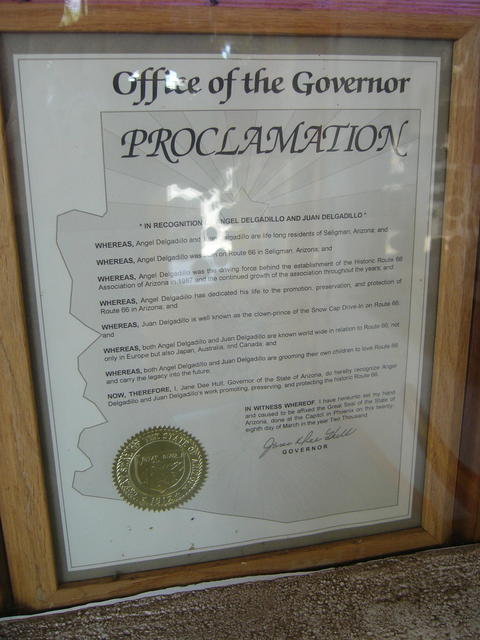 Office of the Governor
PROCLAMATION
* IN RECOGNITION ANGEL DELGADILLO AND JUAN DELGADILLO *
WHEREAS, Angel Delgadillo and Delgadillo are life long residents of Seligman, Arizona; and
WHEREAS, Angel Delgadillo was on Route 66 in Seligman, Arizona; and
WHEREAS, Angel Delgadillo was the driving force behind the establishment of the Historic Route 66
Association of Arizona in 1987 and the continued growth of the association throughout the years; and
WHEREAS, Angel Delgadillo has dedicated his life to the promotion, preservation, and protection of
Route 66 in Arizona; and
WHEREAS, Juan Delgadillo is well known as the clown-prince of the Snow Cap Drive-In on Route 66;
and
WHEREAS, both Angel Delgadillo and Juan Delgadillo are known world wide in relation to Route 66, not
only in Europe but also Japan, Australia, and Canada; and
WHEREAS, both Angel Delgadillo and Juan Delgadillo are grooming their own children to love Route 66
and carry the legacy into the future.
NOW, THEREFORE, I, Jane Dee Hull, Governor of the State of Arizona, do hereby recognize Angel
Delgadillo and Juan Delgadillo's work promoting, preserving, and protecting the historic Route 66.
IN WITNESS WHEREOF, I have hereunto set my hand
and caused to be affixed the Great Seal of the State of
Arizona, done at the Capitol in Phoenix on this twenty-
eighth day of March in the year Two Thousand.
Jane Dee Hull
GOVERNOR